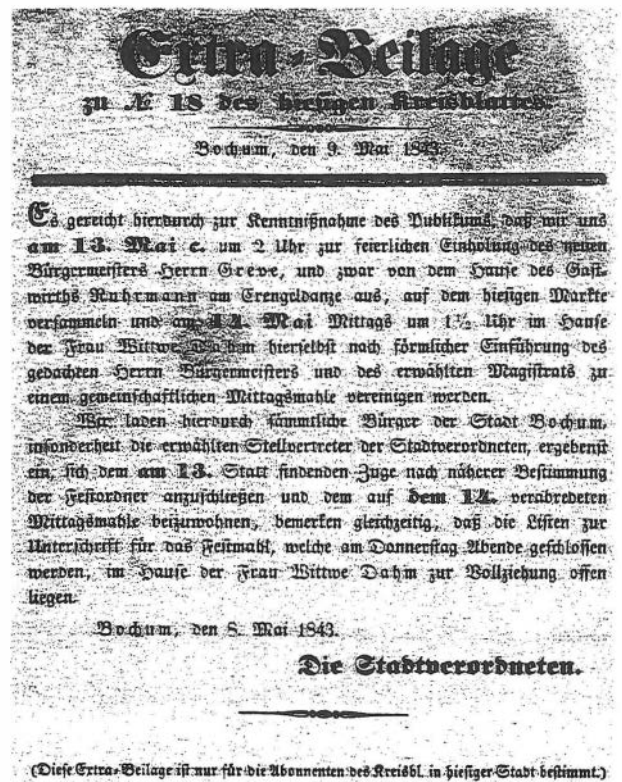 Extra-Beilage
zu № 18 des hiesigen Kreisblattes.
Bochum, den 9. Mai 1843.
Es gereicht hierdurch zur Kenntnißnahme des Publikums, daß wir uns
am 13. Mai c. um 2 Uhr zur feierlichen Einholung des neuen
Bürgermeisters Herrn Greve, und zwar von dem Hause des Gast-
wirths Ruhrmann am Crengeldanze aus, auf dem hiesigen Markte
versammeln und am 14. Mai Mittags um 1½ Uhr im Hause
der Frau Wittwe Dahm hierselbst nach förmlicher Einführung des
gedachten Herrn Bürgermeisters und des erwählten Magistrats zu
einem gemeinschaftlichen Mittagsmahle vereinigen werden.
Wir laden hierdurch sämmtliche Bürger der Stadt Bochum,
insonderheit die erwählten Stellvertreter der Stadtverordneten, ergebenst
ein, sich dem am 13. Statt findenden Zuge nach näherer Bestimmung
der Festordner anzuschließen und dem auf dem 14. verabredeten
Mittagsmahle beizuwohnen, bemerken gleichzeitig, daß die Listen zur
Unterschrift für das Festmahl, welche am Donnerstag Abende geschlossen
werden, im Hause der Frau Wittwe Dahm zur Vollziehung offen
liegen.
Bochum, den 8. Mai 1843.
Die Stadtverordneten.
(Diese Extra-Beilage ist nur für die Abonnenten des Kreisbl. in hiesiger Stadt bestimmt.)